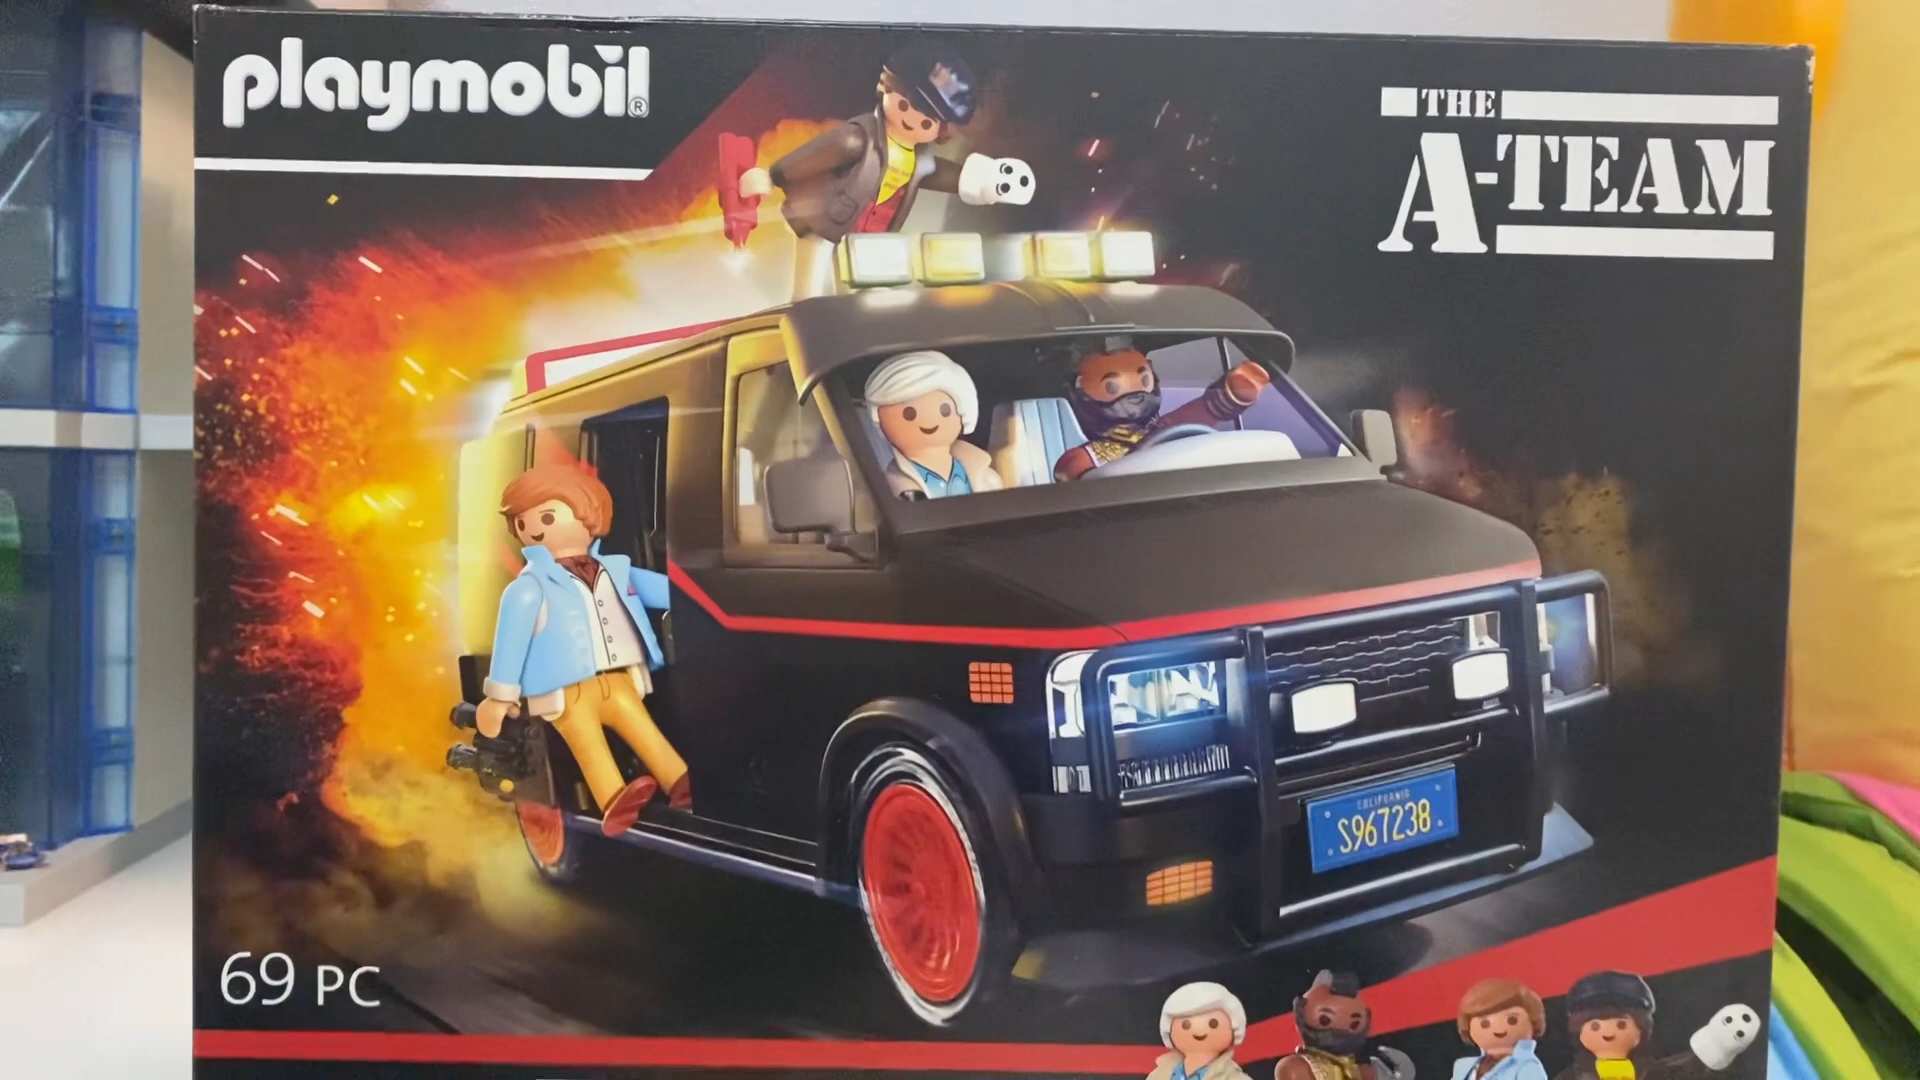 playmobil®
THE
A-TEAM
CALIFORNIA
S967238
69 PC